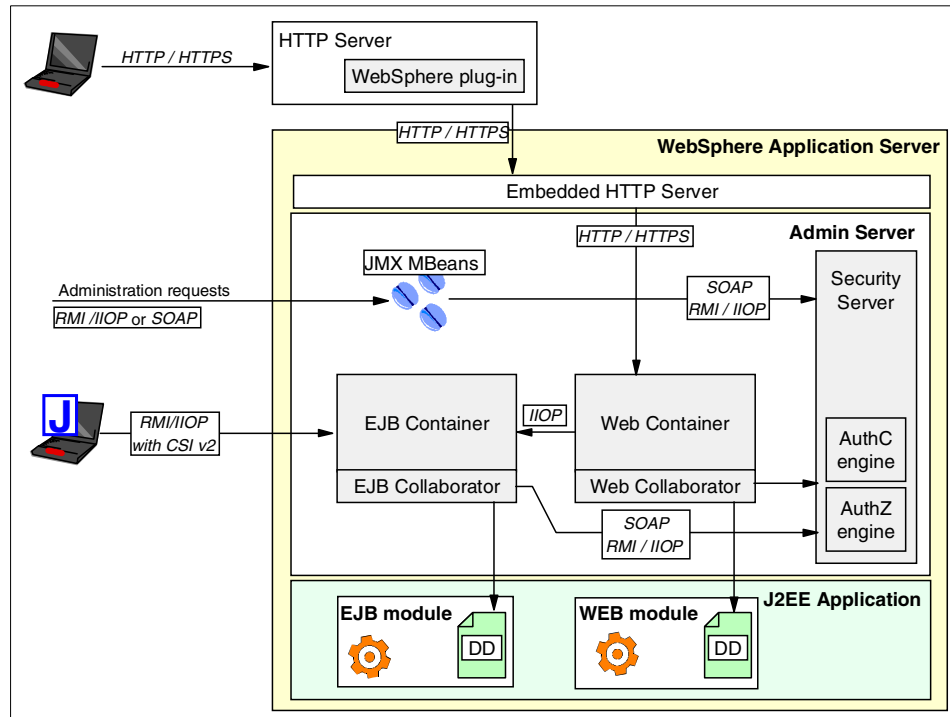 HTTP Server
HTTP / HTTPS
WebSphere plug-in
HTTP / HTTPS
WebSphere Application Server
Embedded HTTP Server
HTTP / HTTPS
Admin Server
JMX MBeans
Security
Server
Administration requests
RMI /IIOP or SOAP
SOAP
RMI / IIOP
J
RMI/IIOP
with CSI v2
EJB Container
IIOP
Web Container
AuthC
engine
EJB Collaborator
Web Collaborator
AuthZ
engine
SOAP
RMI / IIOP
J2EE Application
EJB module
DD
WEB module
DD